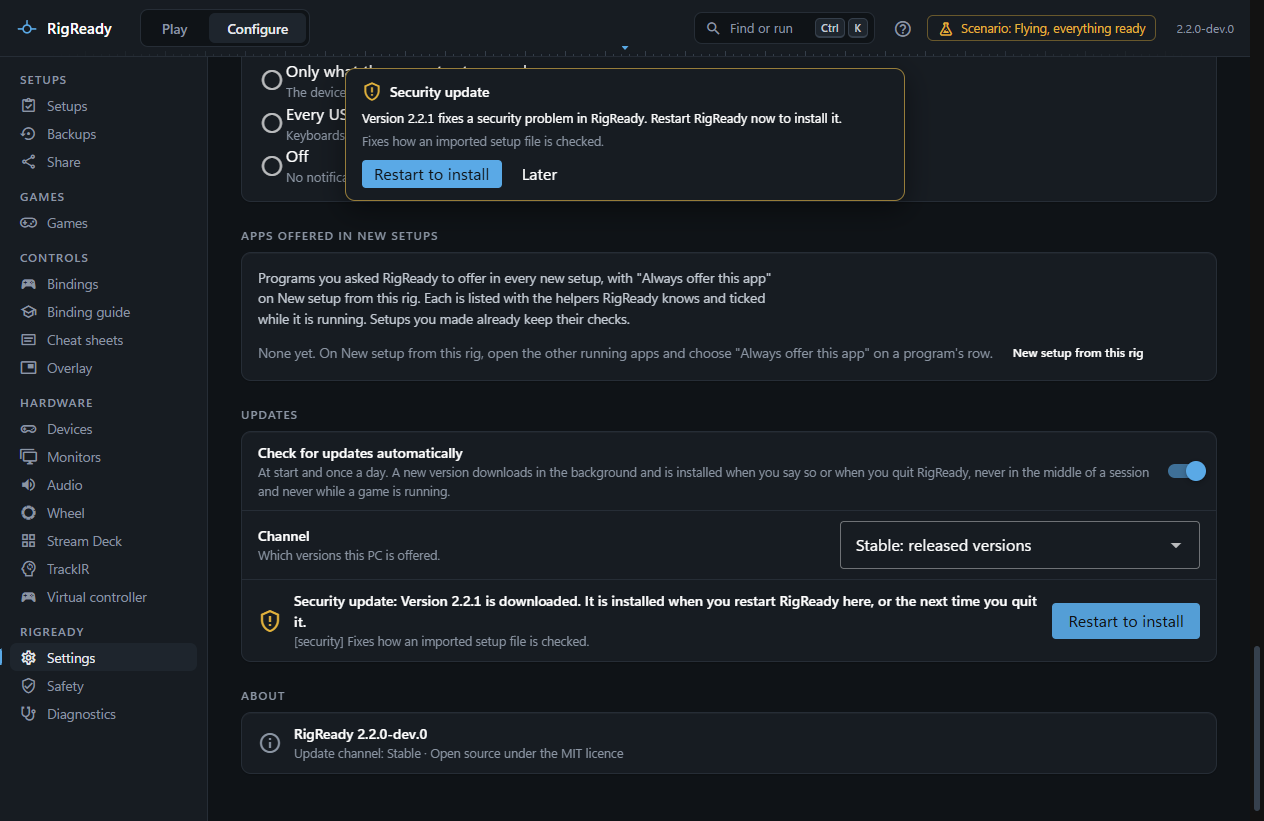 RigReady
Play
Configure
Find or run
Ctrl
K
Scenario: Flying, everything ready
2.2.0-dev.0
SETUPS
Setups
Backups
Share
GAMES
Games
CONTROLS
Bindings
Binding guide
Cheat sheets
Overlay
HARDWARE
Devices
Monitors
Audio
Wheel
Stream Deck
TrackIR
Virtual controller
RIGREADY
Settings
Safety
Diagnostics
Only what
The device
Every US
Keyboards
Off
No notifica
Security update
Version 2.2.1 fixes a security problem in RigReady. Restart RigReady now to install it.
Fixes how an imported setup file is checked.
Restart to install
Later
APPS OFFERED IN NEW SETUPS
Programs you asked RigReady to offer in every new setup, with "Always offer this app"
on New setup from this rig. Each is listed with the helpers RigReady knows and ticked
while it is running. Setups you made already keep their checks.
None yet. On New setup from this rig, open the other running apps and choose "Always offer this app" on a program's row.
New setup from this rig
UPDATES
Check for updates automatically
At start and once a day. A new version downloads in the background and is installed when you say so or when you quit RigReady, never in the middle of a session
and never while a game is running.
Channel
Which versions this PC is offered.
Stable: released versions
Security update: Version 2.2.1 is downloaded. It is installed when you restart RigReady here, or the next time you quit
it.
[security] Fixes how an imported setup file is checked.
Restart to install
ABOUT
RigReady 2.2.0-dev.0
Update channel: Stable · Open source under the MIT licence